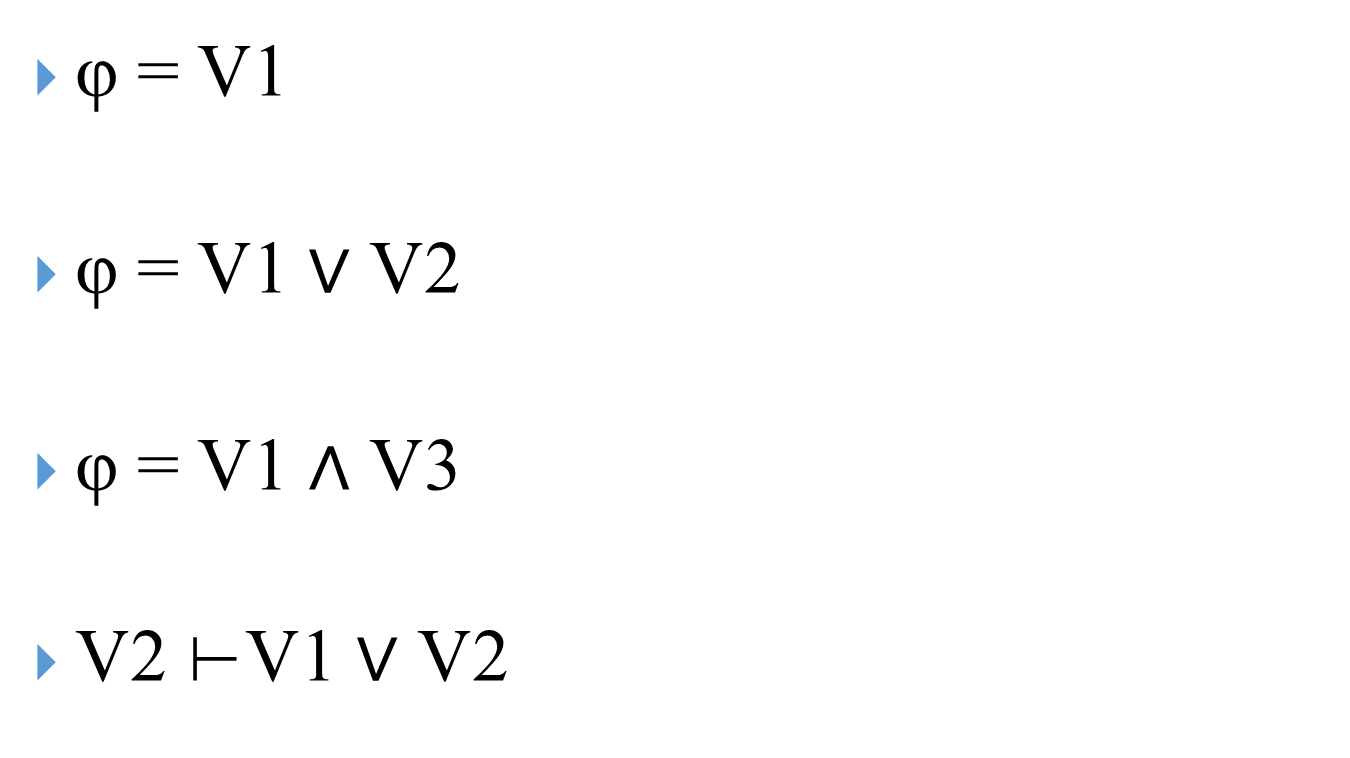 φ = V1
φ = V1 ∨ V2
φ = V1 ∧ V3
V2 ⊢V1 ∨ V2